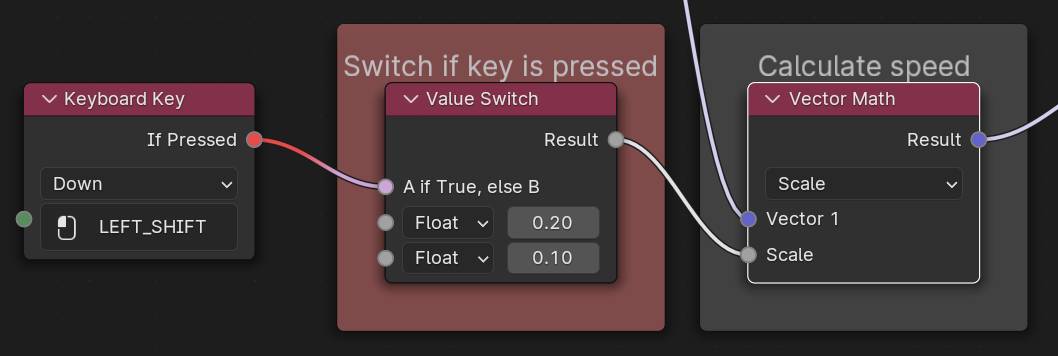 Switch if key is pressed
Calculate speed
Keyboard Key
If Pressed
Down
LEFT_SHIFT
Value Switch
Result
A if True, else B
Float 0.20
Float 0.10
Vector Math
Result
Scale
Vector 1
Scale